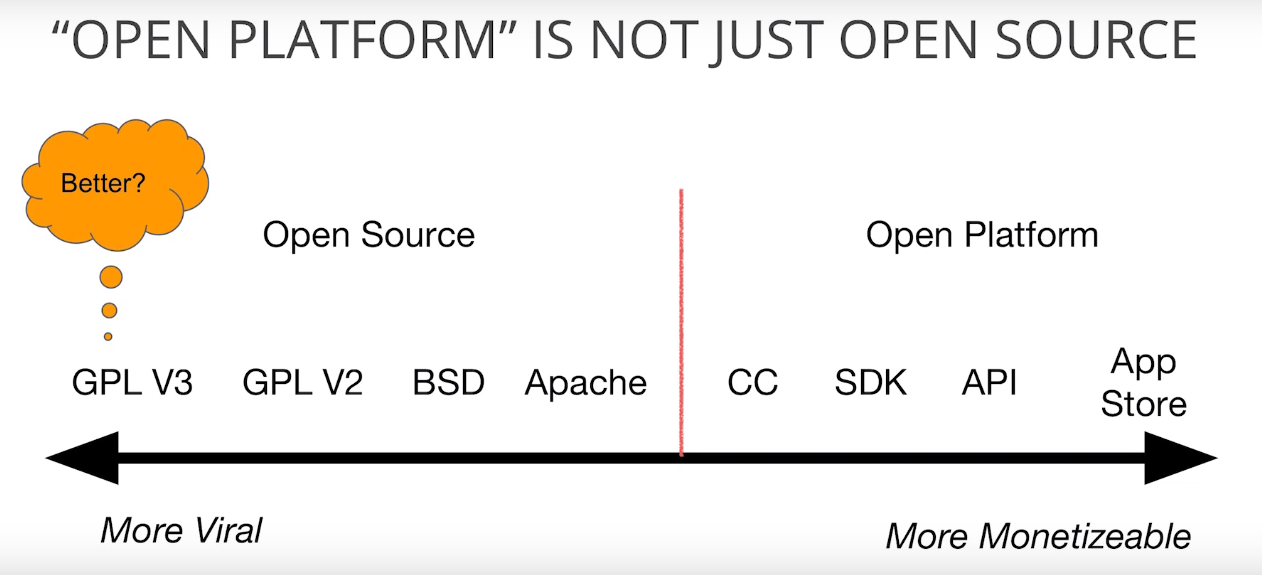 “OPEN PLATFORM” IS NOT JUST OPEN SOURCE
Better?
Open Source
Open Platform
GPL V3 GPL V2 BSD Apache CC SDK API App
Store
More Viral
More Monetizeable